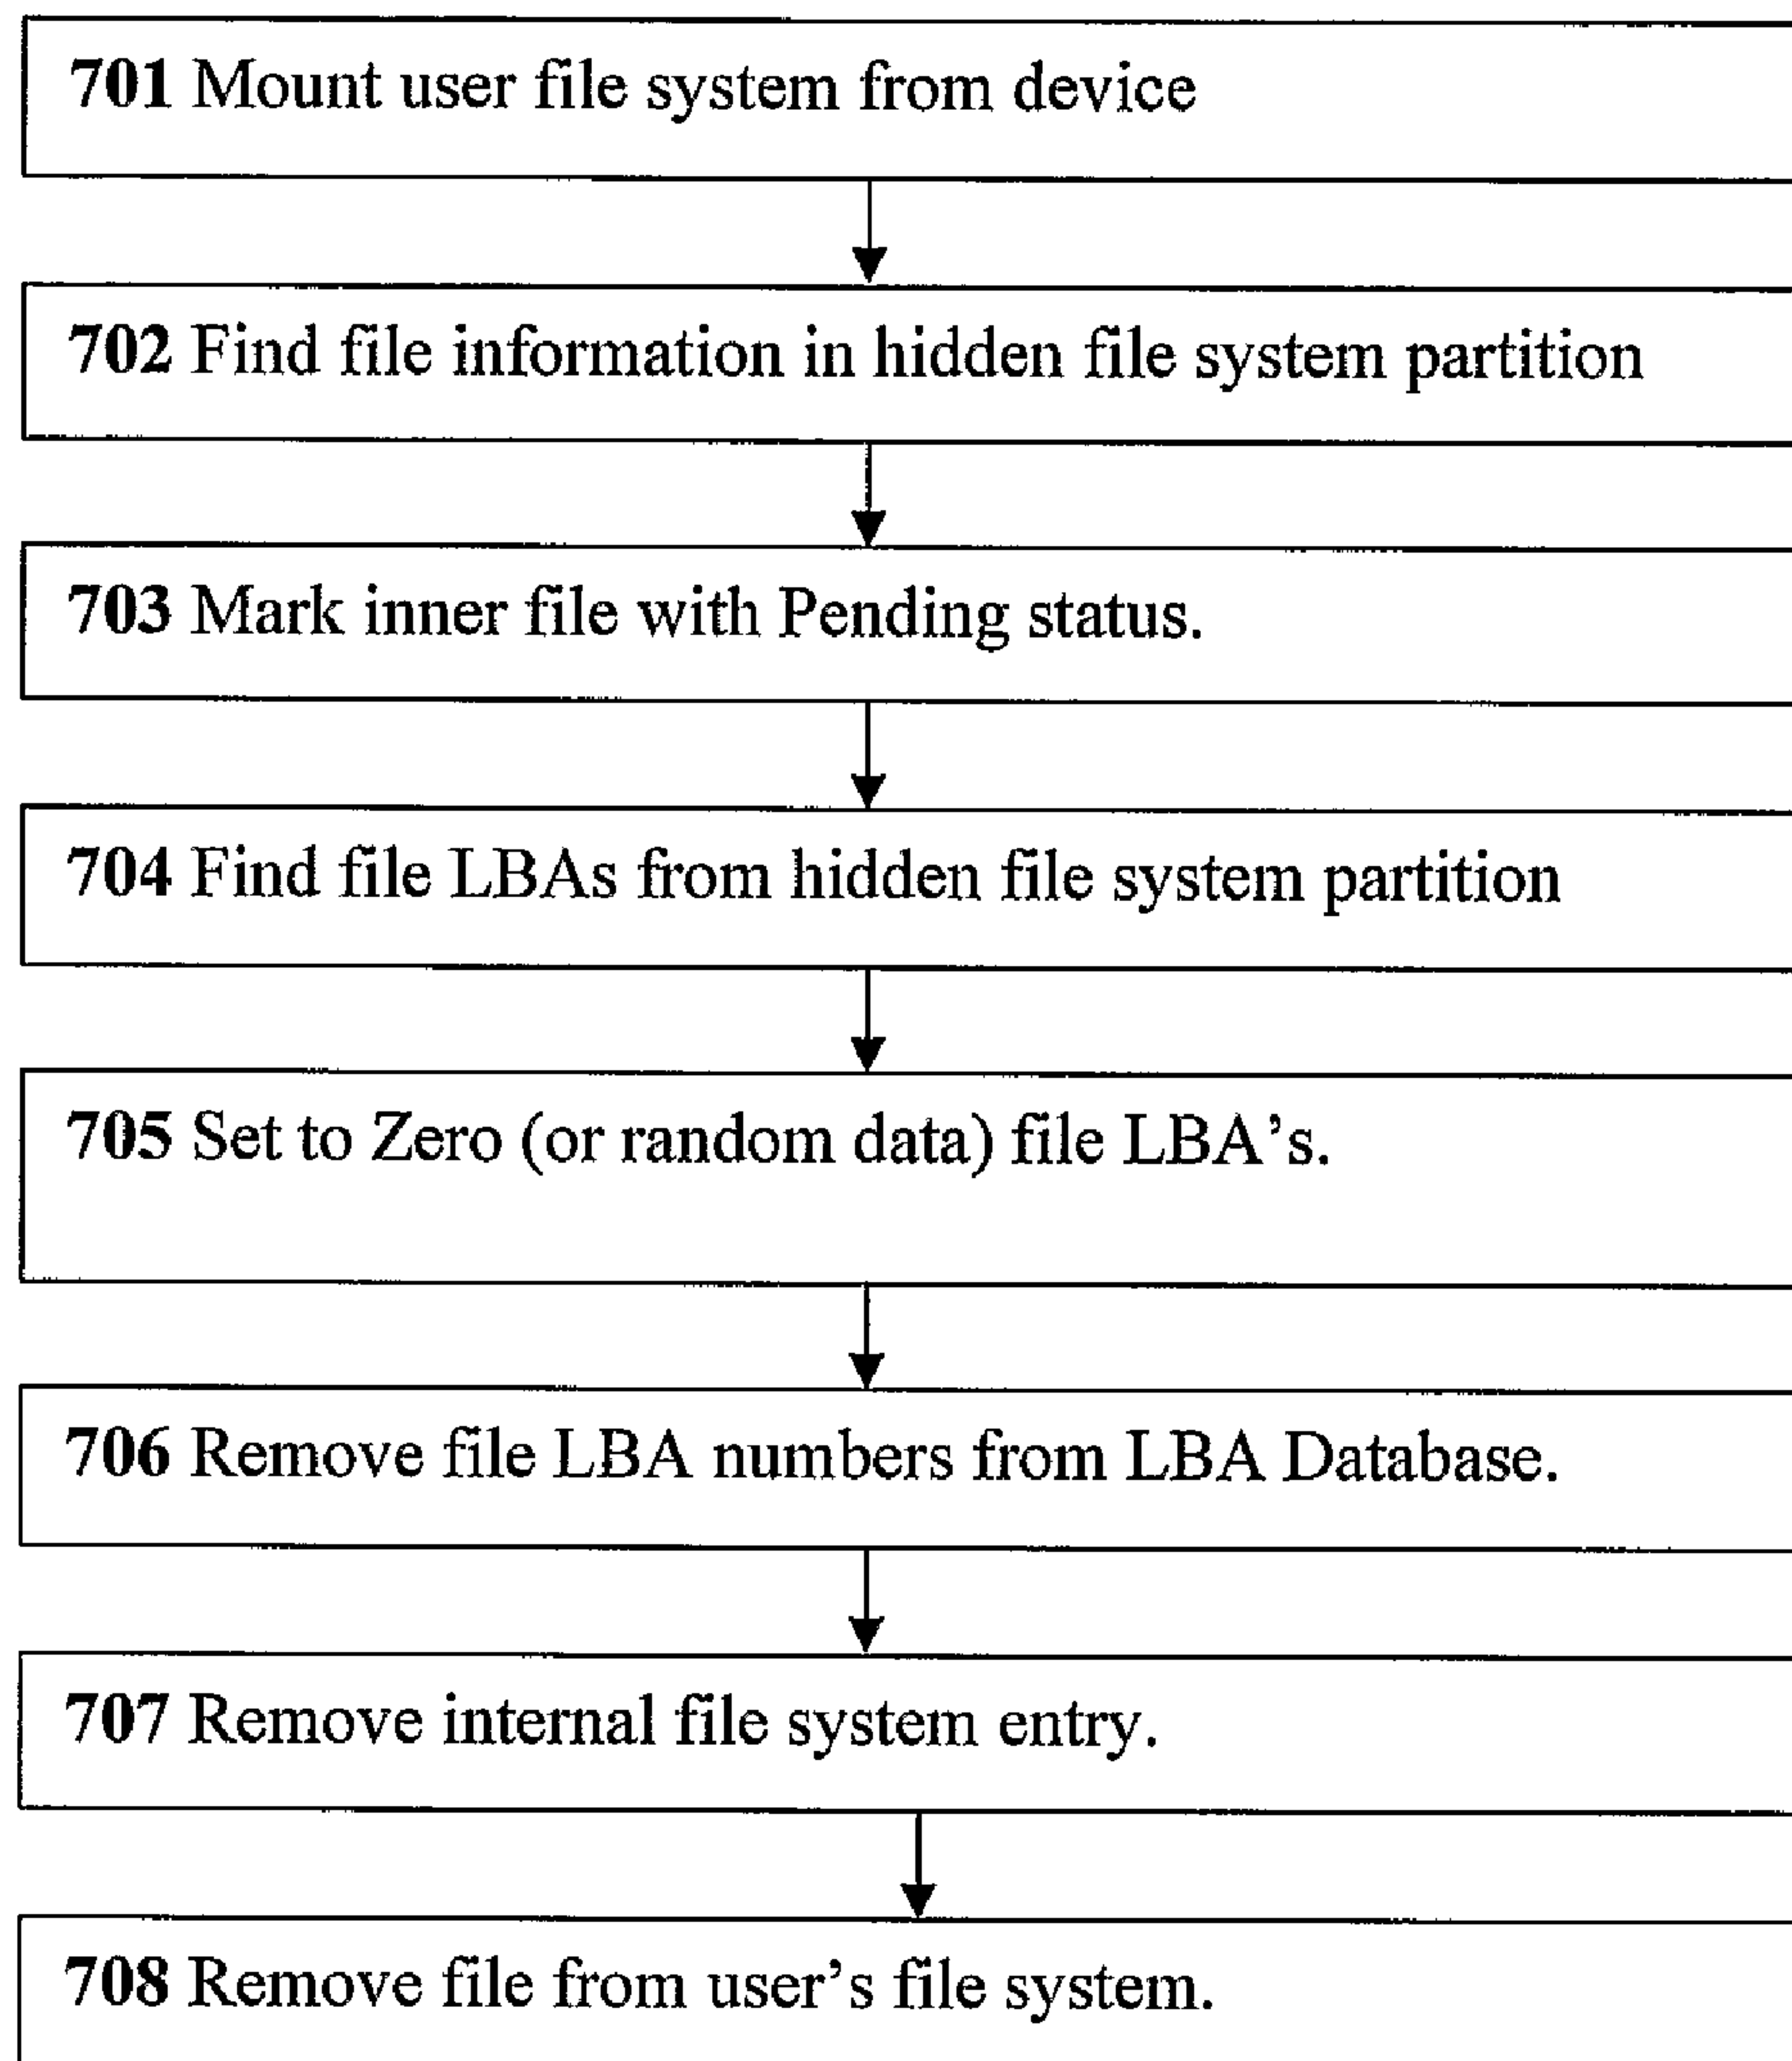 701 Mount user file system from device
702 Find file information in hidden file system partition
703 Mark inner file with Pending status.
704 Find file LBAs from hidden file system partition
705 Set to Zero (or random data) file LBA's.
706 Remove file LBA numbers from LBA Database.
707 Remove internal file system entry.
708 Remove file from user's file system.